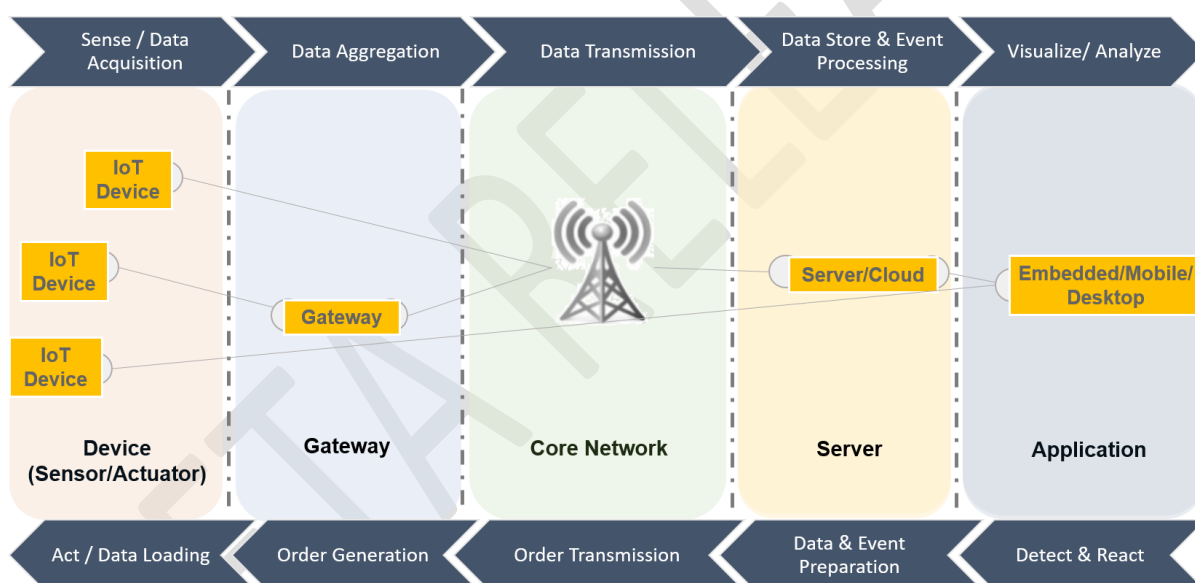 Sense / Data
Acquisition
Data Aggregation
Data Transmission
Data Store & Event
Processing
Visualize/ Analyze
IoT
Device
IoT
Device
IoT
Device
Gateway
Server/Cloud
Embedded/Mobile/
Desktop
Device
(Sensor/Actuator)
Gateway
Core Network
Server
Application
Act / Data Loading
Order Generation
Order Transmission
Data & Event
Preparation
Detect & React